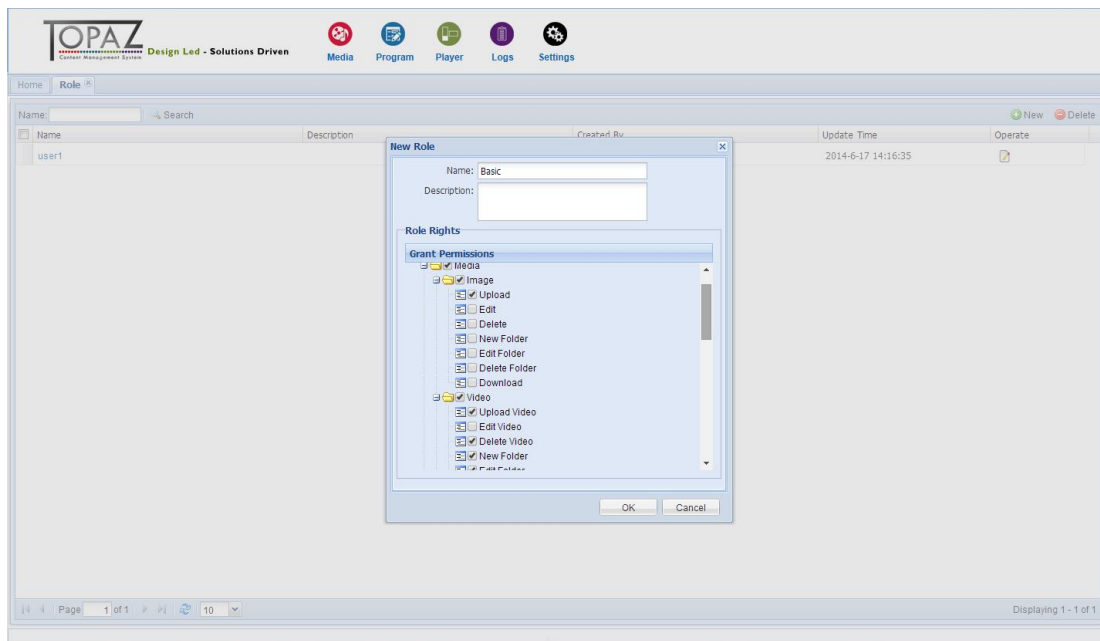 TOPAZ
Content Management System
Design Led - Solutions Driven
Media
Program
Player
Logs
Settings
Home
Role
Name:
Search
New
Delete
Name
Description
Created By
Update Time
Operate
user1
2014-6-17 14:16:35
New Role
Name: Basic
Description:
Role Rights
Grant Permissions
Media
Image
Upload
Edit
Delete
New Folder
Edit Folder
Delete Folder
Download
Video
Upload Video
Edit Video
Delete Video
New Folder
Edit Folder
OK
Cancel
Page 1 of 1
10
Displaying 1 - 1 of 1